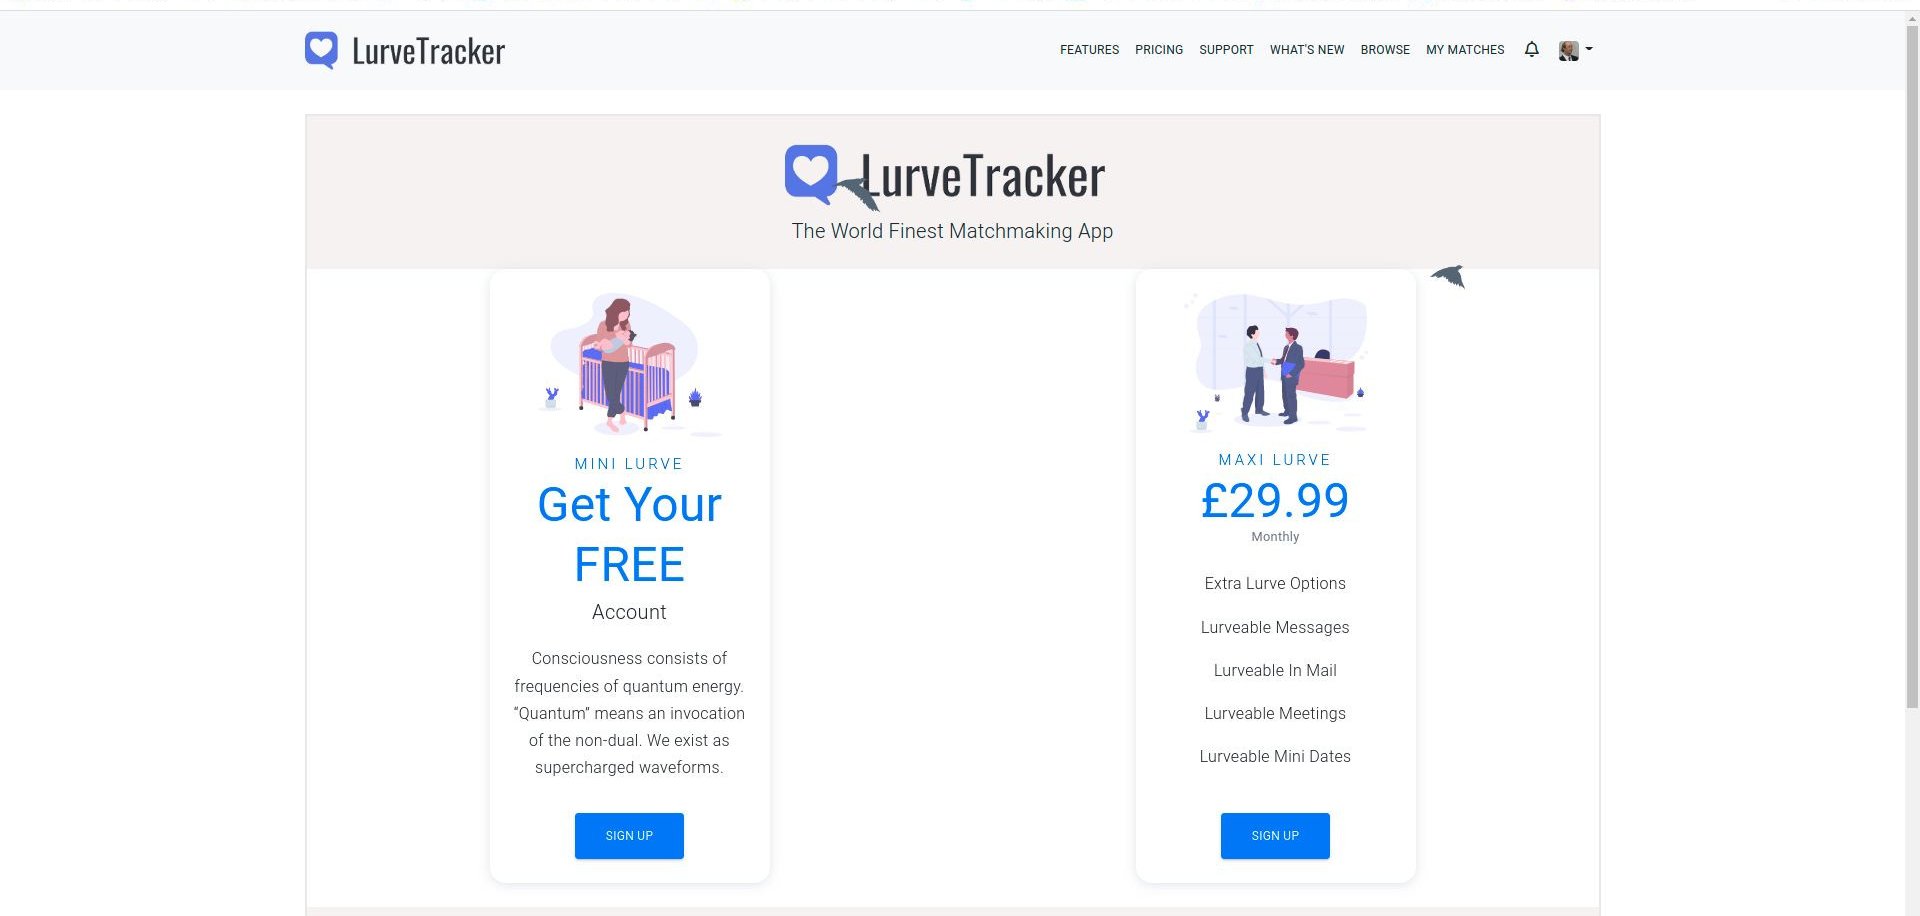 LurveTracker
FEATURES PRICING SUPPORT WHAT'S NEW BROWSE MY MATCHES
LurveTracker
The World Finest Matchmaking App
MINI LURVE
Get Your
FREE
Account
Consciousness consists of
frequencies of quantum energy.
“Quantum” means an invocation
of the non-dual. We exist as
supercharged waveforms.
SIGN UP
MAXI LURVE
£29.99
Monthly
Extra Lurve Options
Lurveable Messages
Lurveable In Mail
Lurveable Meetings
Lurveable Mini Dates
SIGN UP